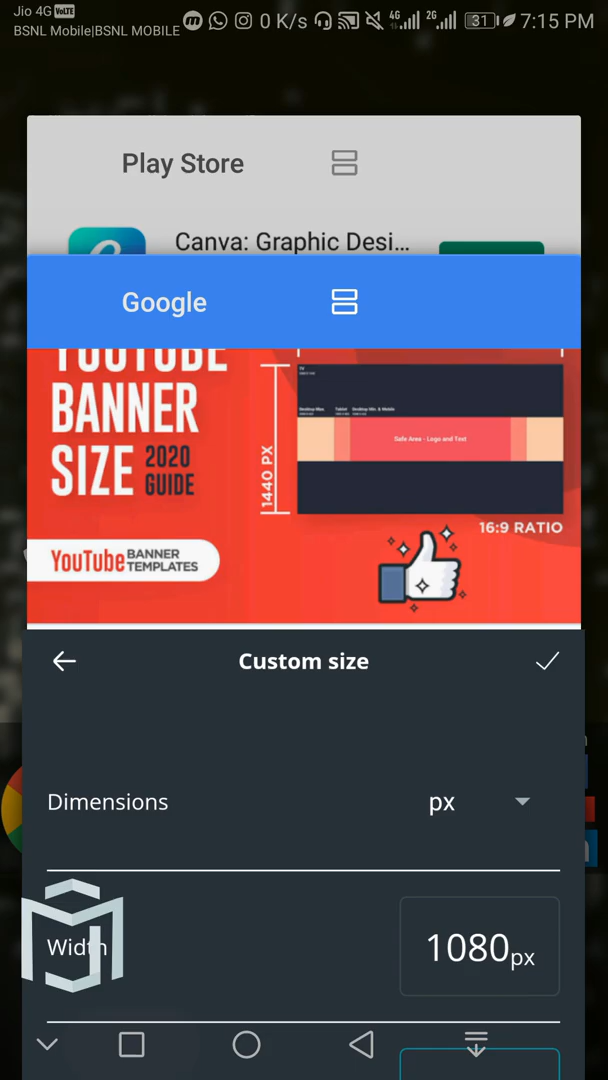 Jio 4G VoLTE
BSNL Mobile|BSNL MOBILE
0 K/s
4G
2G
31
7:15 PM
Play Store
Canva: Graphic Desi...
Google
YOUTUBE
BANNER
SIZE 2020 GUIDE
1440 PX
Safe Area - Logo and Text
16:9 RATIO
YouTube BANNER TEMPLATES
Custom size
Dimensions
px
Width
1080px